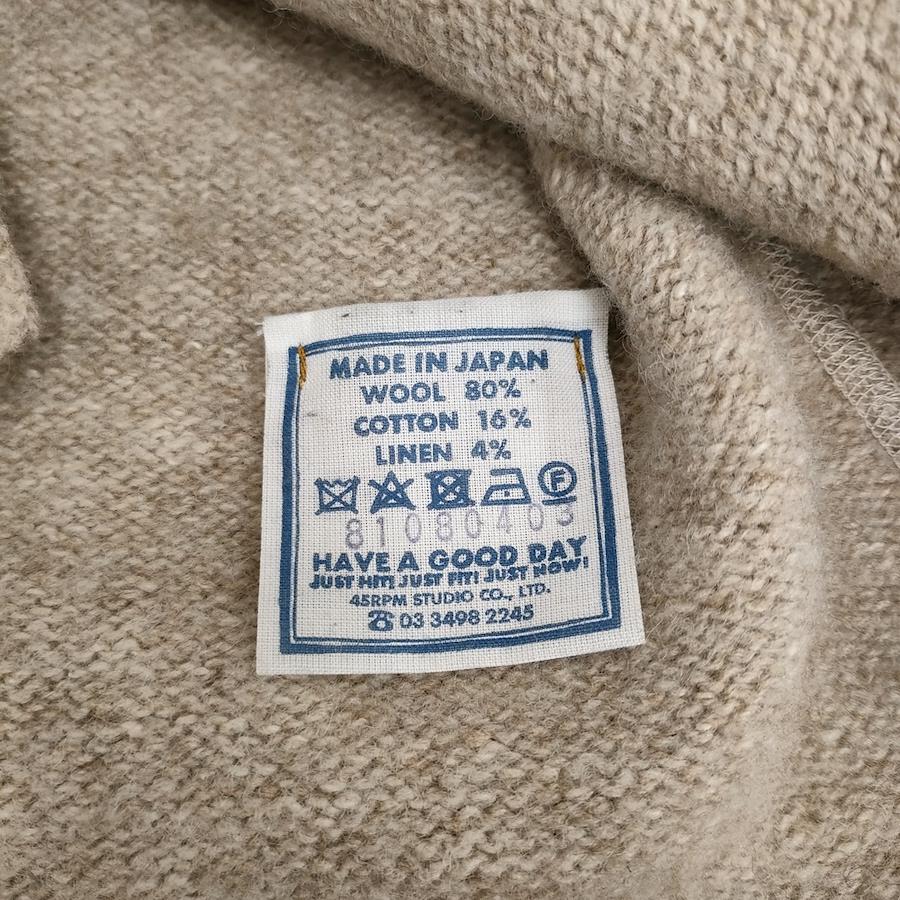 MADE IN JAPAN
WOOL 80%
COTTON 16%
LINEN 4%
F
81080403
HAVE A GOOD DAY
JUST HIT! JUST FIT! JUST NOW!
45RPM STUDIO CO., LTD.
☎ 03 3498 2245